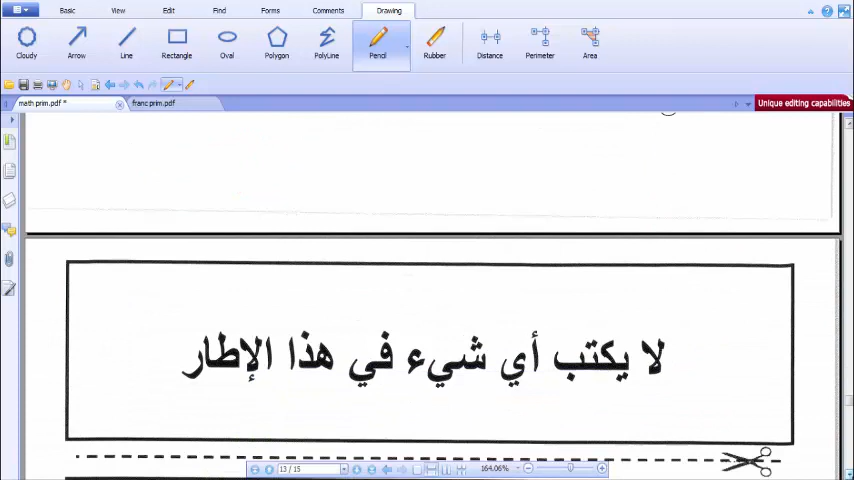 Basic View Edit Find Forms Comments Drawing
Cloudy Arrow Line Rectangle Oval Polygon PolyLine Pencil Rubber Distance Perimeter Area
math prim.pdf * franc prim.pdf Unique editing capabilities
لا يكتب أي شيء في هذا الإطار
13 / 15 164.06%